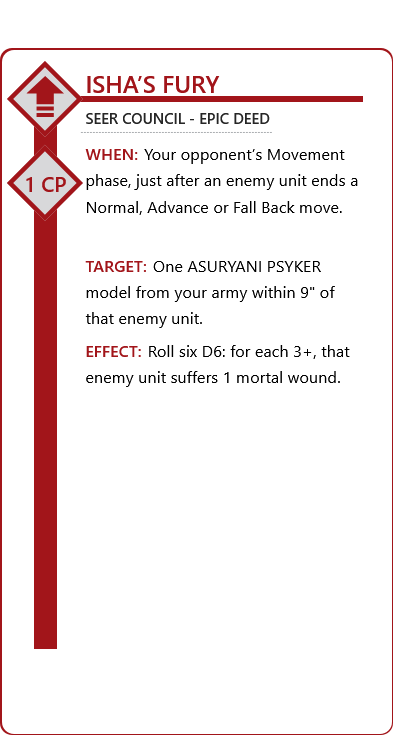 ISHA’S FURY
SEER COUNCIL - EPIC DEED
1 CP
WHEN: Your opponent’s Movement
phase, just after an enemy unit ends a
Normal, Advance or Fall Back move.
TARGET: One ASURYANI PSYKER
model from your army within 9" of
that enemy unit.
EFFECT: Roll six D6: for each 3+, that
enemy unit suffers 1 mortal wound.